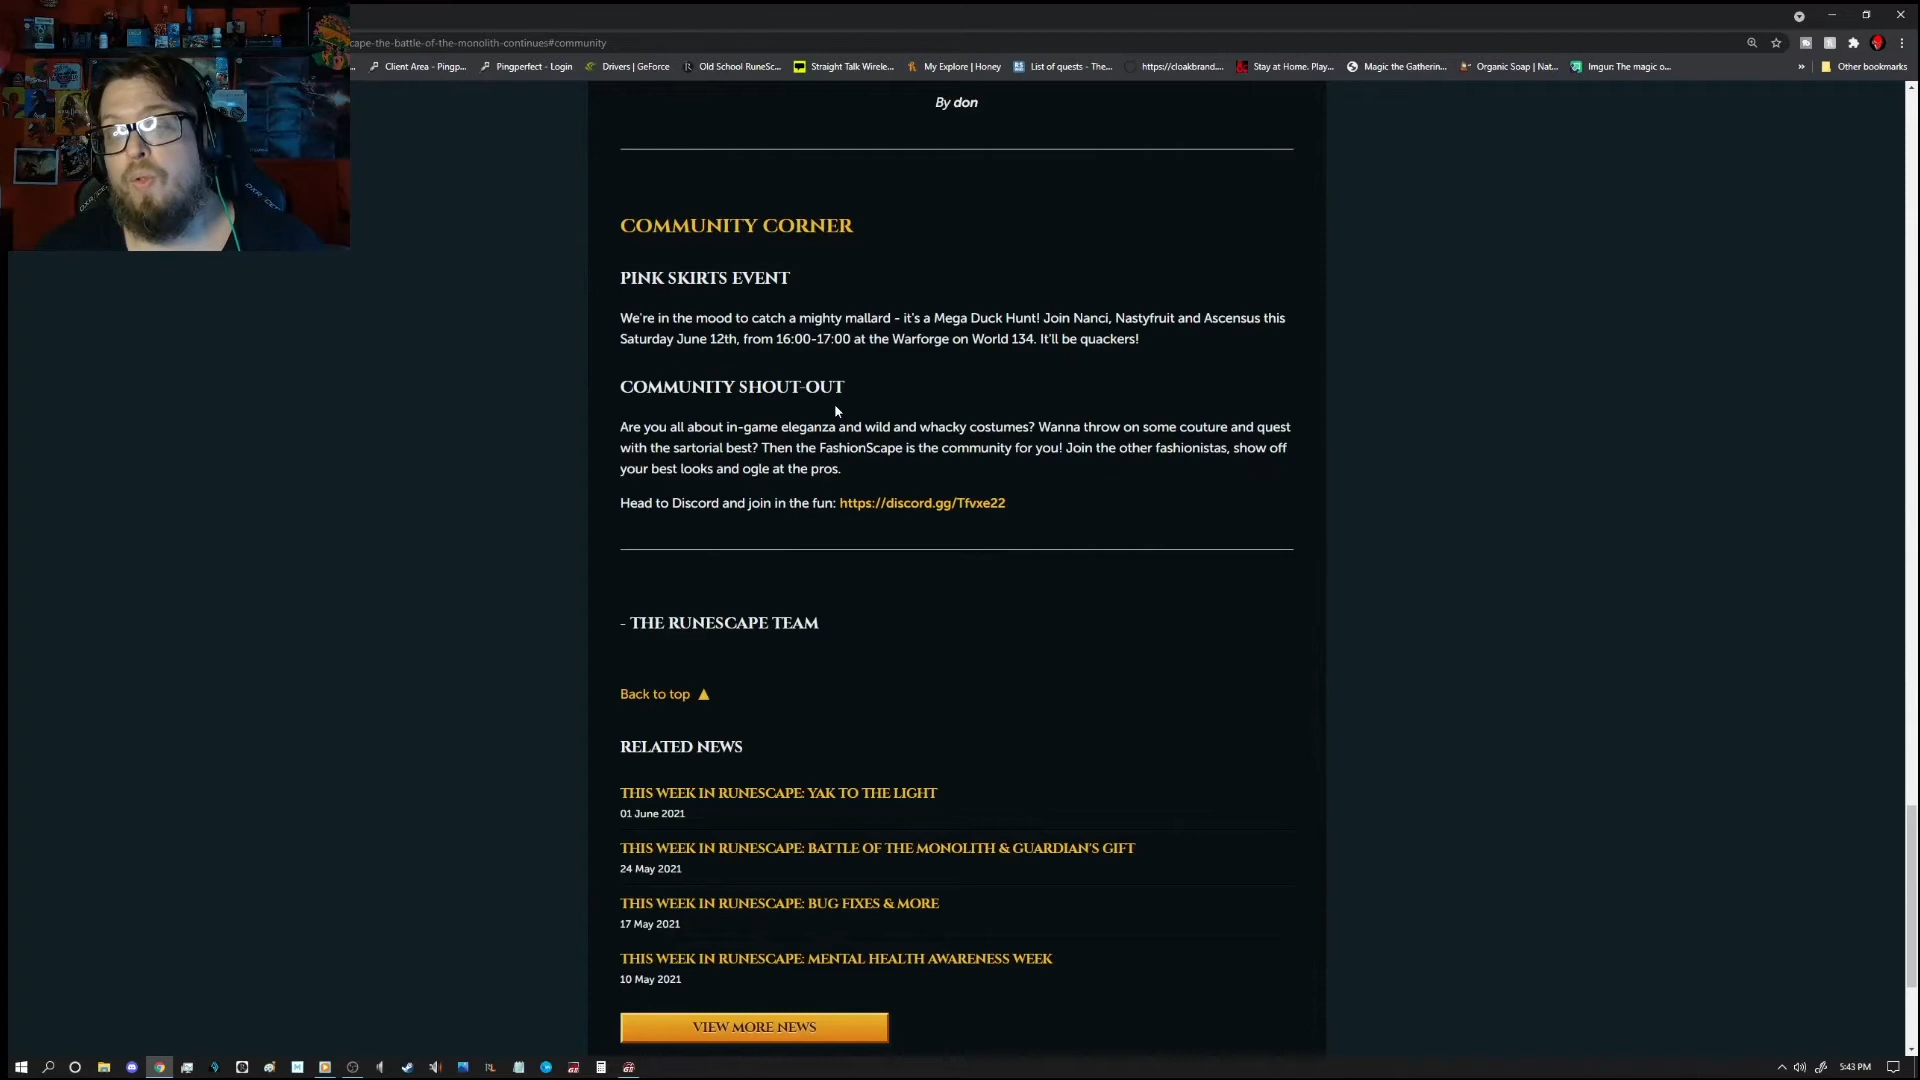 cape-the-battle-of-the-monolith-continues#community
Client Area - Pingp... Pingperfect - Login Drivers | GeForce Old School RuneSc... Straight Talk Wirele... My Explore | Honey List of quests - The... https://cloakbrand.... Stay at Home. Play... Magic the Gatherin... Organic Soap | Nat... Imgur: The magic o... » Other bookmarks
By don
COMMUNITY CORNER
PINK SKIRTS EVENT
We're in the mood to catch a mighty mallard - it's a Mega Duck Hunt! Join Nanci, Nastyfruit and Ascensus this
Saturday June 12th, from 16:00-17:00 at the Warforge on World 134. It'll be quackers!
COMMUNITY SHOUT-OUT
Are you all about in-game eleganza and wild and whacky costumes? Wanna throw on some couture and quest
with the sartorial best? Then the FashionScape is the community for you! Join the other fashionistas, show off
your best looks and ogle at the pros.
Head to Discord and join in the fun: https://discord.gg/Tfvxe22
- THE RUNESCAPE TEAM
Back to top ▲
RELATED NEWS
THIS WEEK IN RUNESCAPE: YAK TO THE LIGHT
01 June 2021
THIS WEEK IN RUNESCAPE: BATTLE OF THE MONOLITH & GUARDIAN'S GIFT
24 May 2021
THIS WEEK IN RUNESCAPE: BUG FIXES & MORE
17 May 2021
THIS WEEK IN RUNESCAPE: MENTAL HEALTH AWARENESS WEEK
10 May 2021
VIEW MORE NEWS
5:43 PM